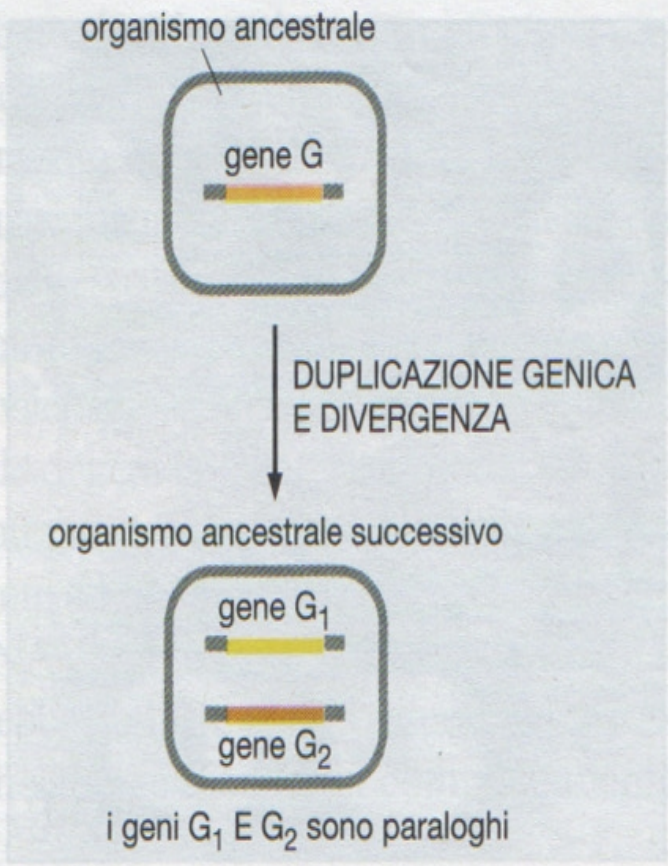 organismo ancestrale
gene G
DUPLICAZIONE GENICA
E DIVERGENZA
organismo ancestrale successivo
gene G₁
gene G₂
i geni G₁ E G₂ sono paraloghi